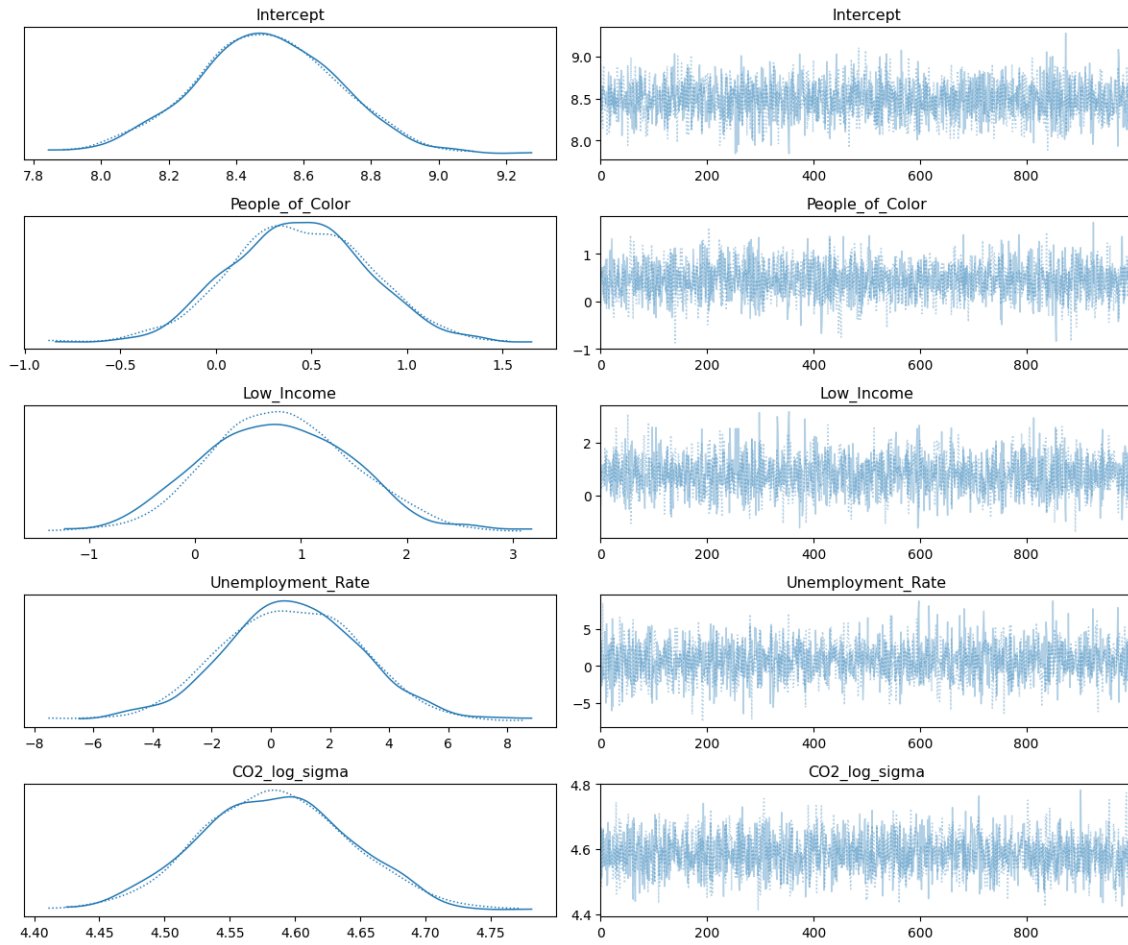 Intercept
7.8 8.0 8.2 8.4 8.6 8.8 9.0 9.2
Intercept
9.0
8.5
8.0
0 200 400 600 800
People_of_Color
−1.0 −0.5 0.0 0.5 1.0 1.5
People_of_Color
1
0
−1
0 200 400 600 800
Low_Income
−1 0 1 2 3
Low_Income
2
0
0 200 400 600 800
Unemployment_Rate
−8 −6 −4 −2 0 2 4 6 8
Unemployment_Rate
5
0
−5
0 200 400 600 800
CO2_log_sigma
4.40 4.45 4.50 4.55 4.60 4.65 4.70 4.75
CO2_log_sigma
4.8
4.6
4.4
0 200 400 600 800